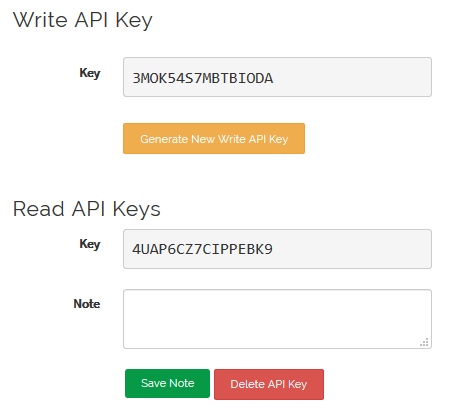 Write API Key
Key
3MOK54S7MBTBIODA
Generate New Write API Key
Read API Keys
Key
4UAP6CZ7CIPPEBK9
Note
Save Note
Delete API Key